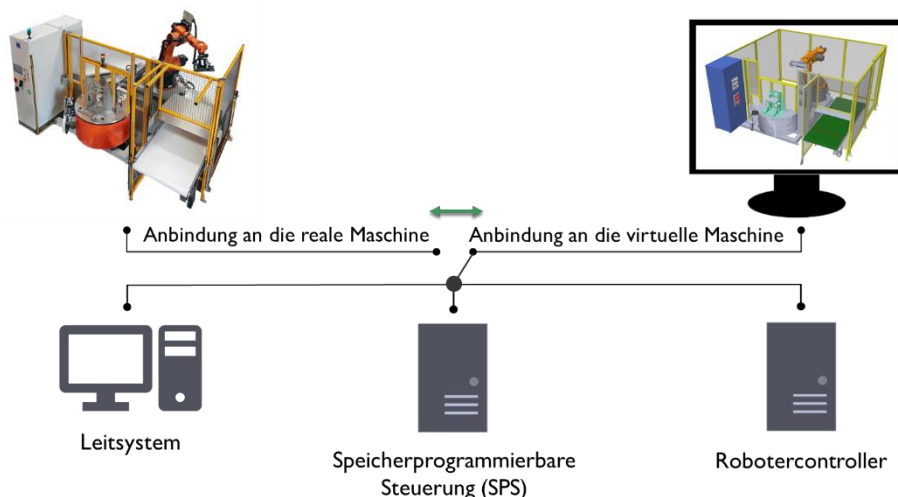 Anbindung an die reale Maschine
Anbindung an die virtuelle Maschine
Leitsystem
Speicherprogrammierbare
Steuerung (SPS)
Robotercontroller